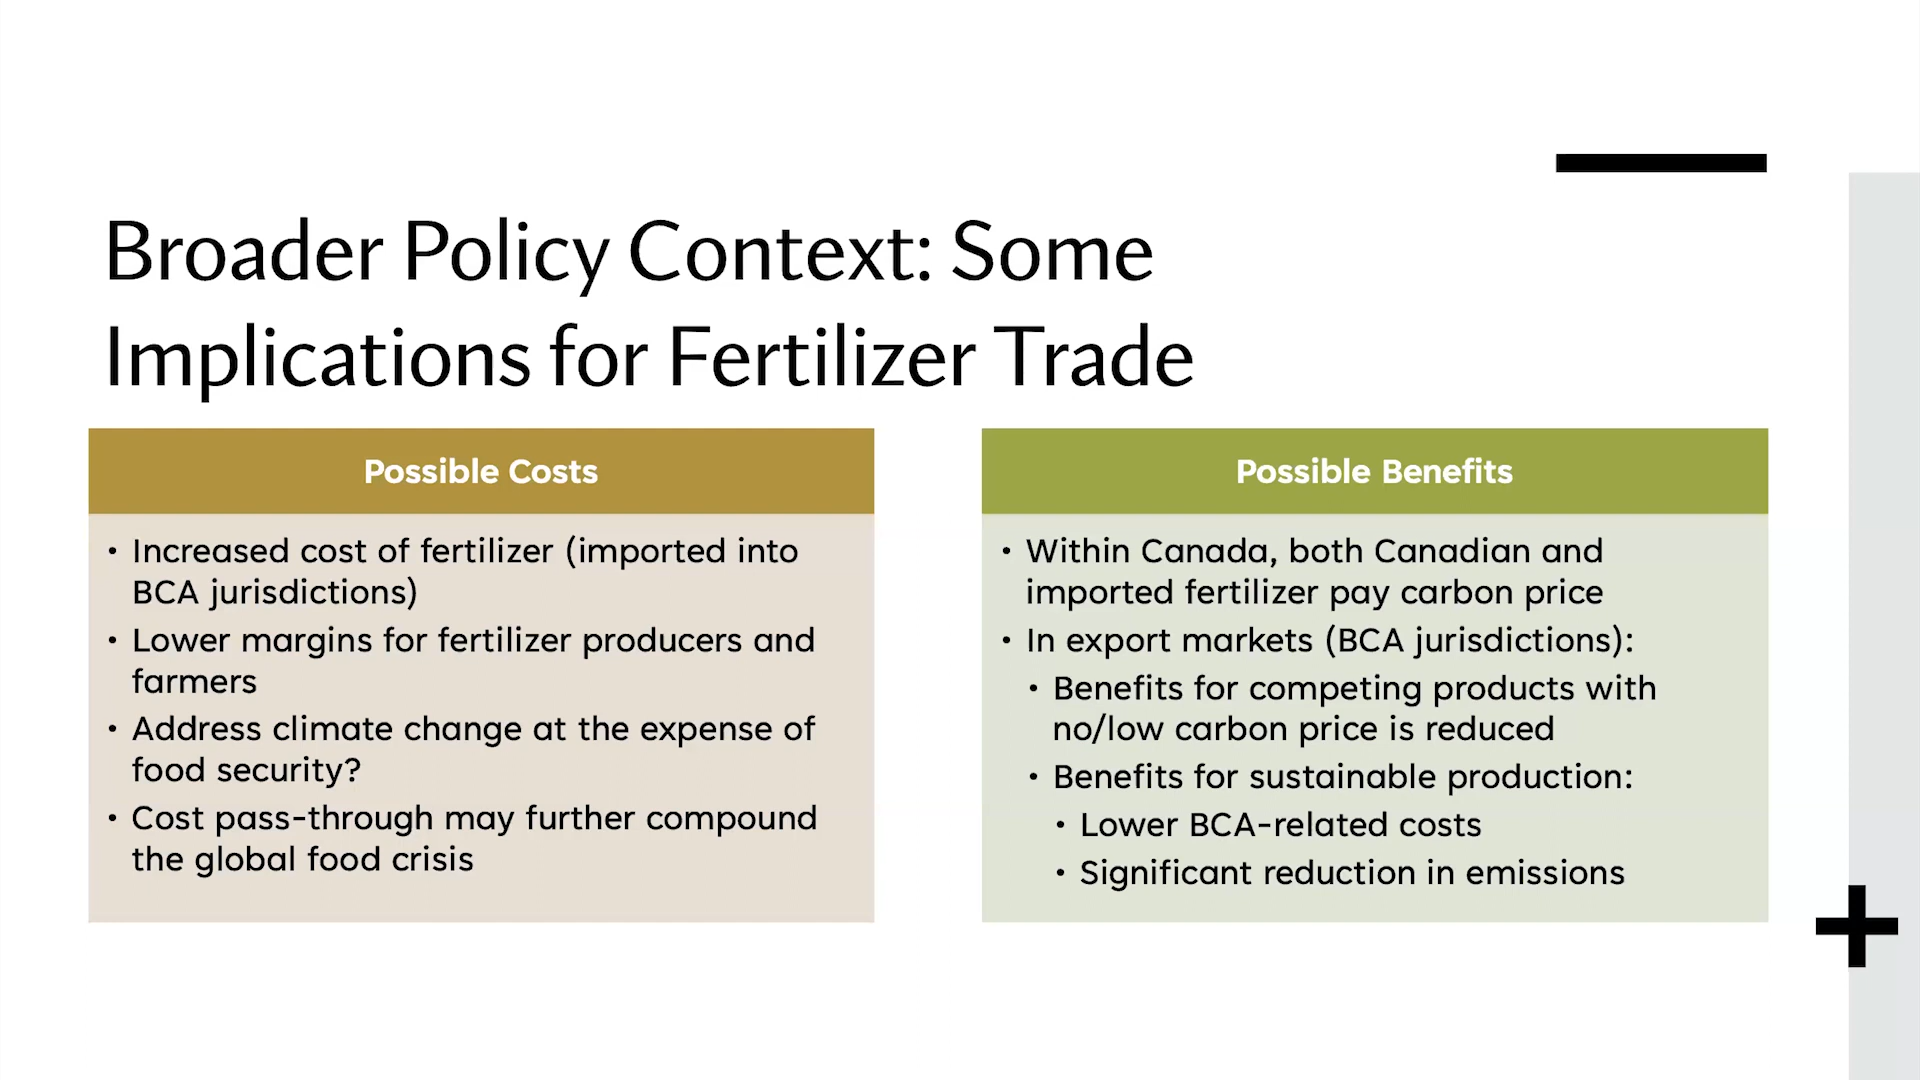 Broader Policy Context: Some
Implications for Fertilizer Trade
Possible Costs
• Increased cost of fertilizer (imported into
BCA jurisdictions)
• Lower margins for fertilizer producers and
farmers
• Address climate change at the expense of
food security?
• Cost pass-through may further compound
the global food crisis
Possible Benefits
• Within Canada, both Canadian and
imported fertilizer pay carbon price
• In export markets (BCA jurisdictions):
• Benefits for competing products with
no/low carbon price is reduced
• Benefits for sustainable production:
• Lower BCA-related costs
• Significant reduction in emissions